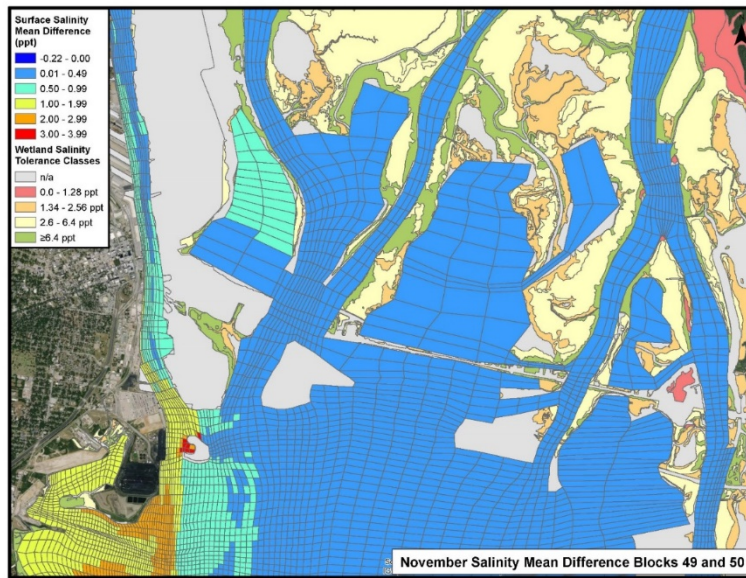 Surface Salinity
Mean Difference
(ppt)
-0.22 - 0.00
0.01 - 0.49
0.50 - 0.99
1.00 - 1.99
2.00 - 2.99
3.00 - 3.99
Wetland Salinity
Tolerance Classes
n/a
0.0 - 1.28 ppt
1.34 - 2.56 ppt
2.6 - 6.4 ppt
≥6.4 ppt
November Salinity Mean Difference Blocks 49 and 50